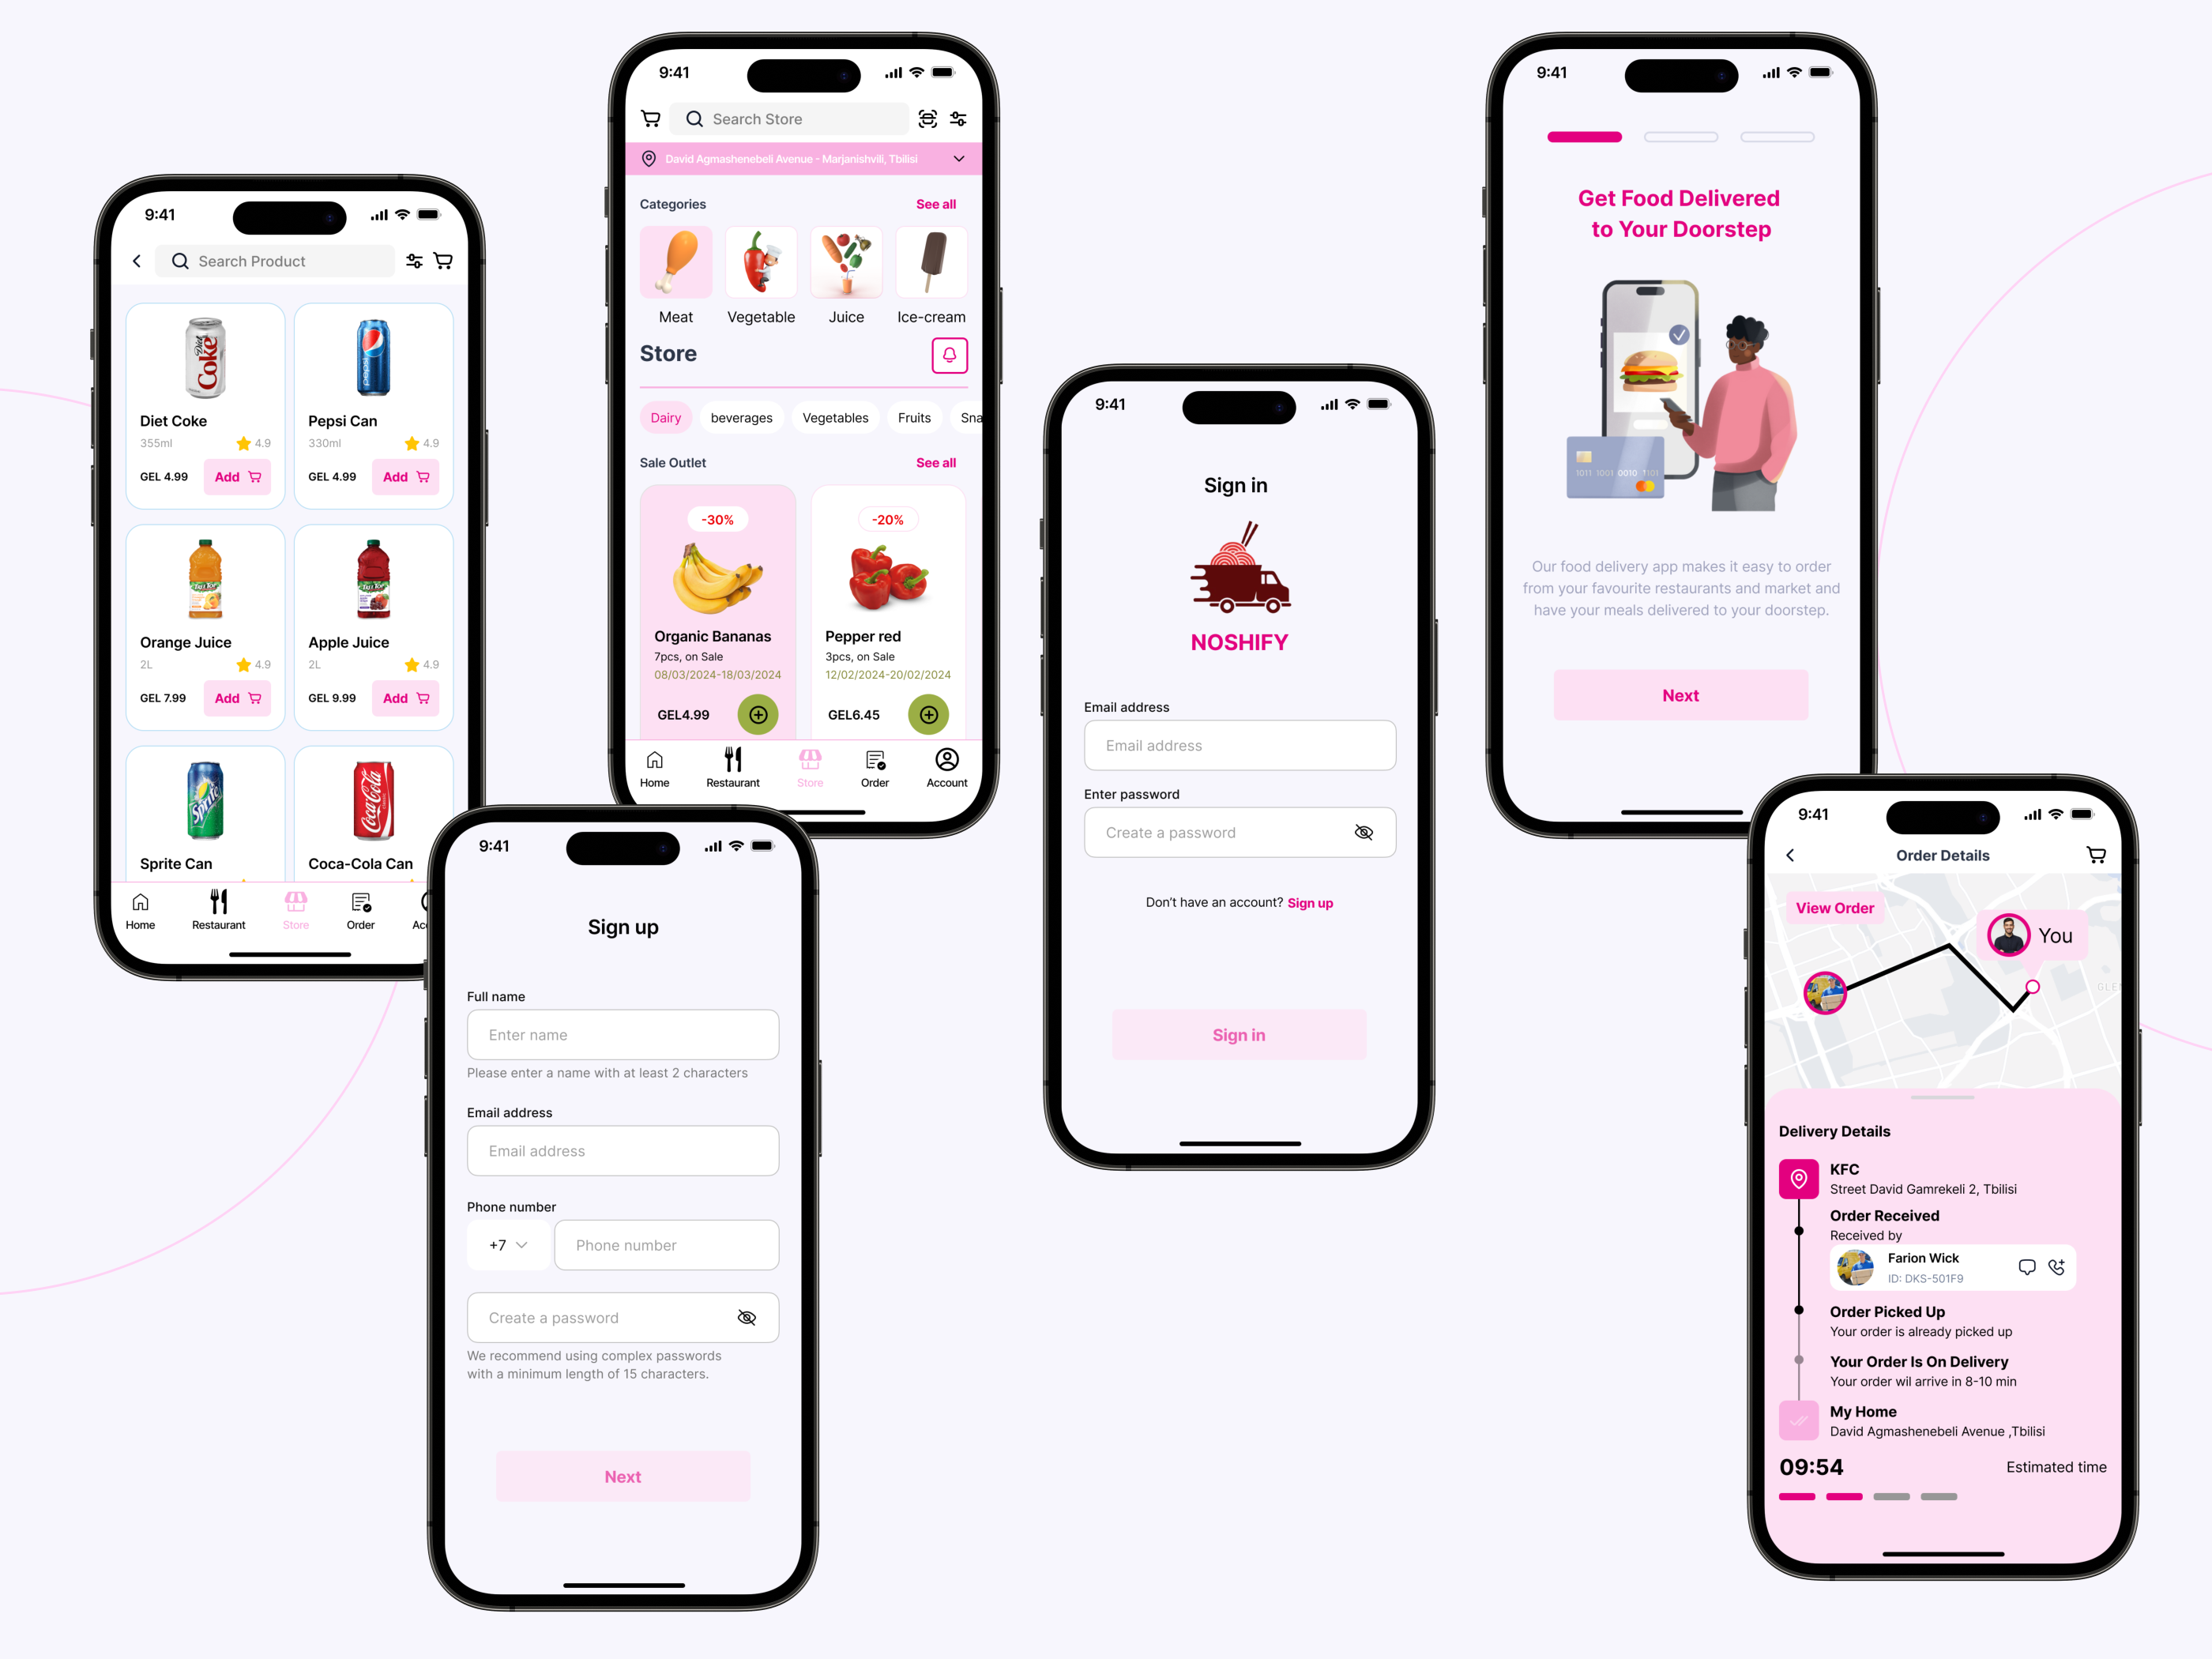 9:41
Search Product
Diet
Coke
Diet Coke
355ml
4.9
GEL 4.99
Add
pepsi
Pepsi Can
330ml
4.9
GEL 4.99
Add
Orange Juice
2L
4.9
GEL 7.99
Add
Apple Juice
2L
4.9
GEL 9.99
Add
Sprite
Sprite Can
Coca-Cola
Coca-Cola Can
Home
Restaurant
Store
Order
9:41
Search Store
David Agmashenebeli Avenue - Marjanishvili, Tbilisi
Categories
See all
Meat
Vegetable
Juice
Ice-cream
Store
Dairy
beverages
Vegetables
Fruits
Sna
Sale Outlet
See all
-30%
Organic Bananas
7pcs, on Sale
08/03/2024-18/03/2024
GEL4.99
-20%
Pepper red
3pcs, on Sale
12/02/2024-20/02/2024
GEL6.45
Home
Restaurant
Store
Order
Account
9:41
Sign up
Full name
Enter name
Please enter a name with at least 2 characters
Email address
Email address
Phone number
+7
Phone number
Create a password
We recommend using complex passwords
with a minimum length of 15 characters.
Next
9:41
Sign in
NOSHIFY
Email address
Email address
Enter password
Create a password
Don't have an account? Sign up
Sign in
9:41
Get Food Delivered
to Your Doorstep
1011 1001 0010 1101
Our food delivery app makes it easy to order
from your favourite restaurants and market and
have your meals delivered to your doorstep.
Next
9:41
Order Details
View Order
You
GLEN
Delivery Details
KFC
Street David Gamrekeli 2, Tbilisi
Order Received
Received by
Farion Wick
ID: DKS-501F9
Order Picked Up
Your order is already picked up
Your Order Is On Delivery
Your order wil arrive in 8-10 min
My Home
David Agmashenebeli Avenue ,Tbilisi
09:54
Estimated time